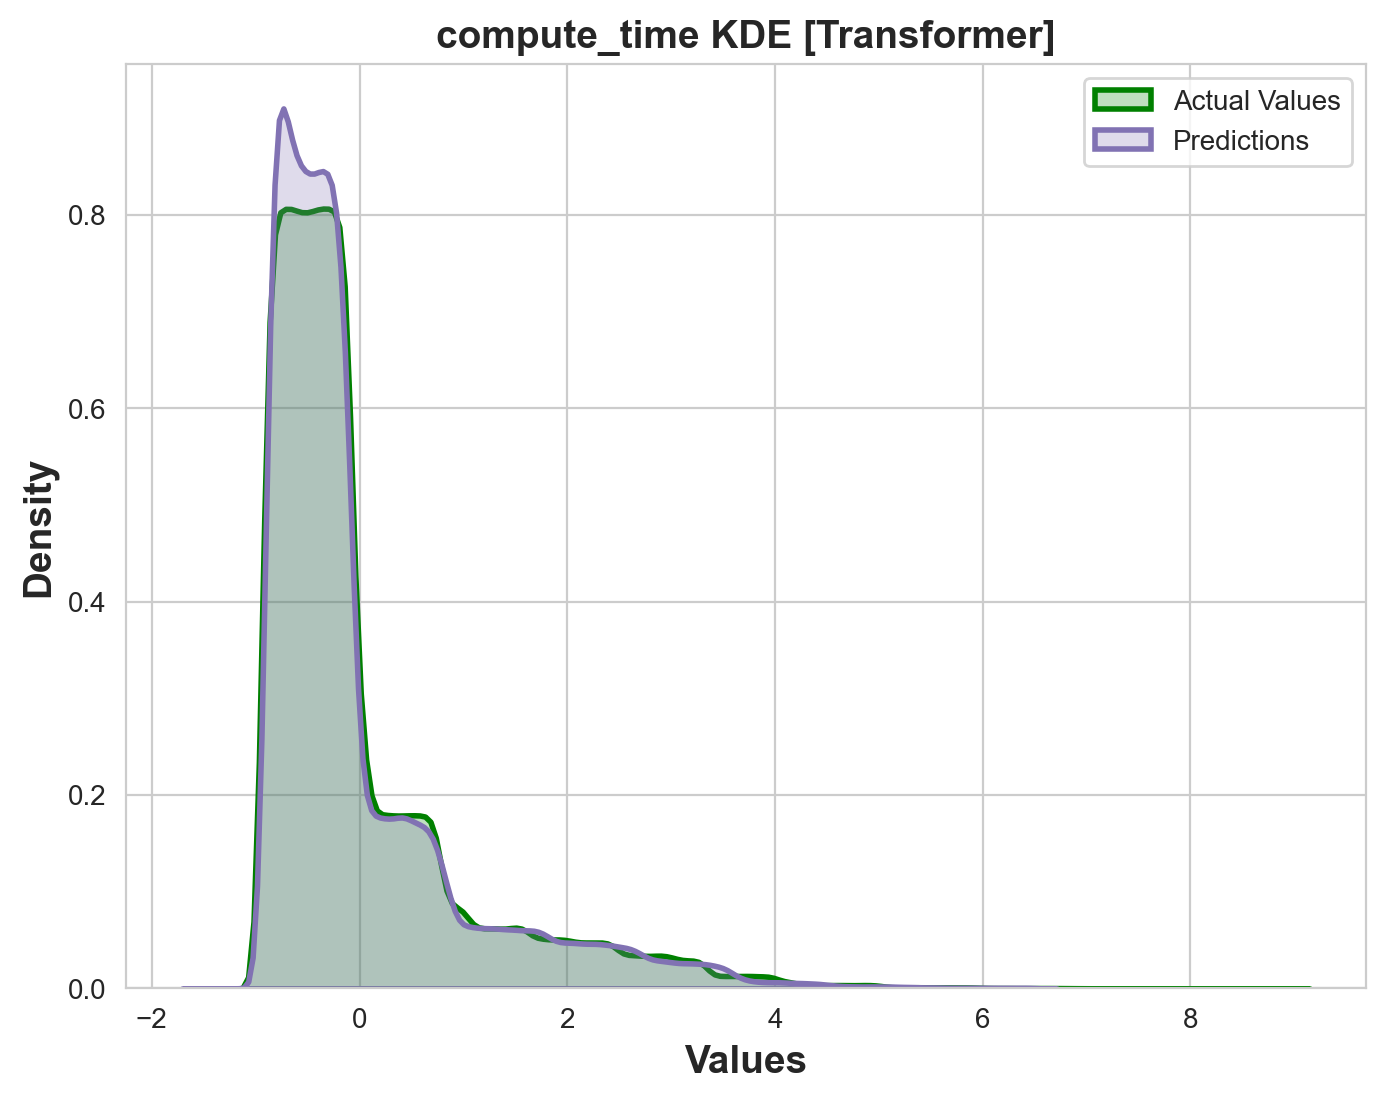 compute_time KDE [Transformer]
Actual Values
Predictions
Density
0.8
0.6
0.4
0.2
0.0
−2 0 2 4 6 8
Values